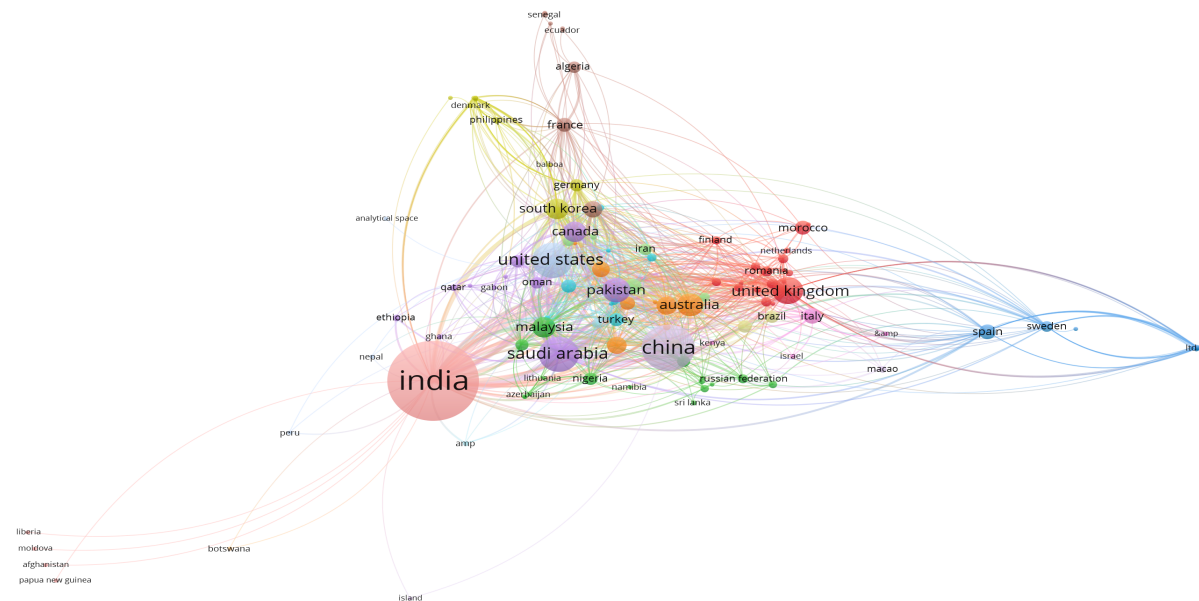 senegal
ecuador
algeria
denmark
philippines
france
balboa
germany
south korea
analytical space
canada
morocco
finland
iran
netherlands
united states
romania
oman
qatar
gabon
pakistan
united kingdom
australia
ethiopia
turkey
brazil
italy
malaysia
sweden
spain
&amp
ghana
kenya
china
ltd
saudi arabia
nepal
israel
macao
india
lithuania
nigeria
russian federation
namibia
azerbaijan
sri lanka
peru
amp
liberia
moldova
botswana
afghanistan
papua new guinea
island